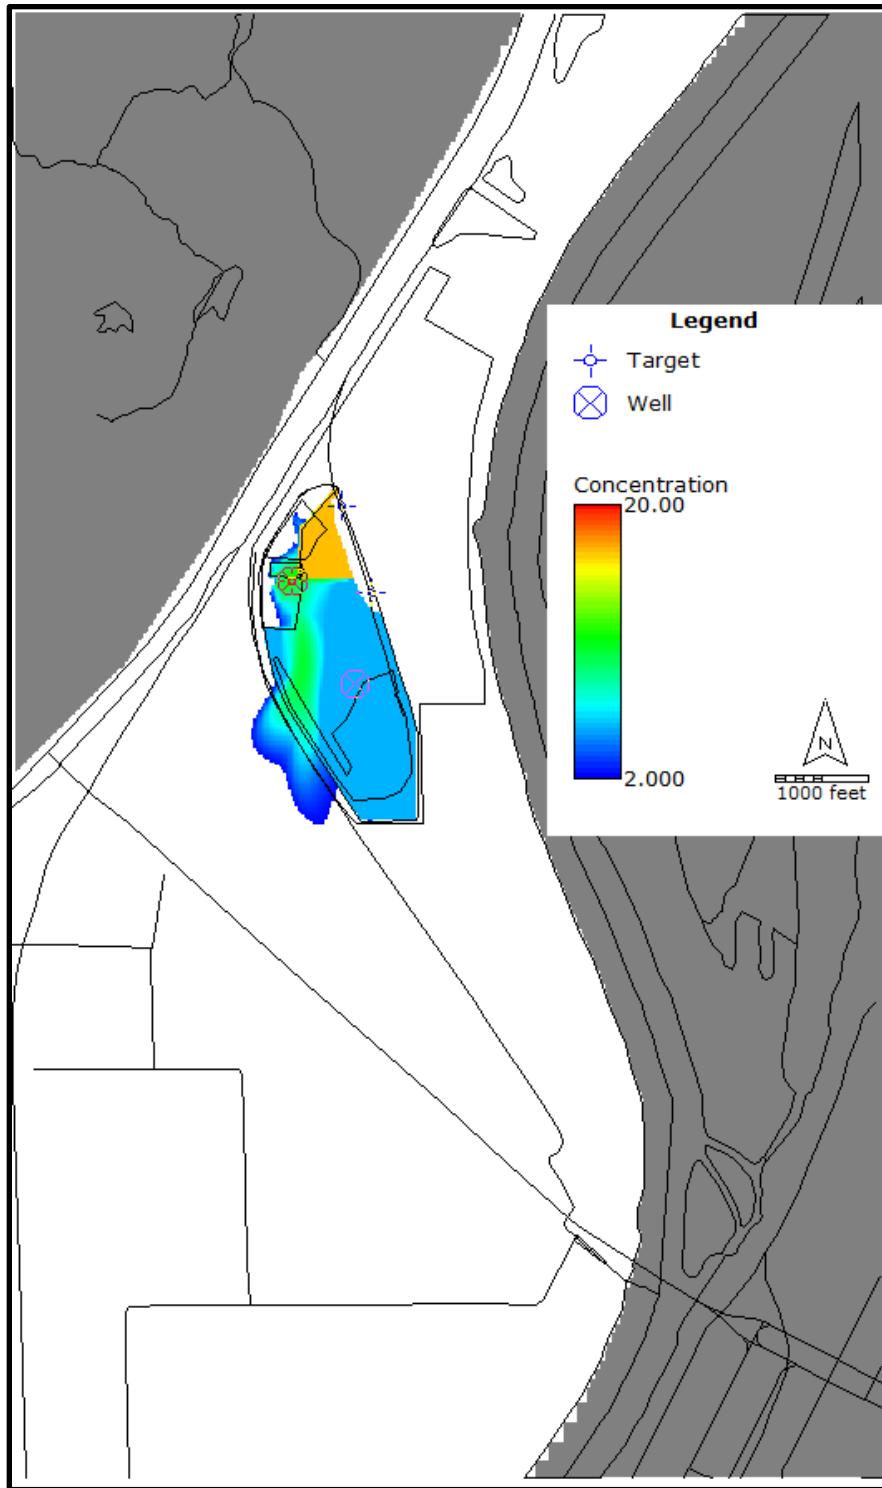 Legend
Target
Well
Concentration
20.00
2.000
N
1000 feet